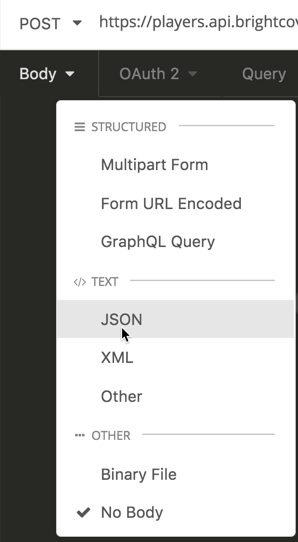 POST https://players.api.brightcov
Body OAuth 2 Query
STRUCTURED
Multipart Form
Form URL Encoded
GraphQL Query
</> TEXT
JSON
XML
Other
OTHER
Binary File
No Body